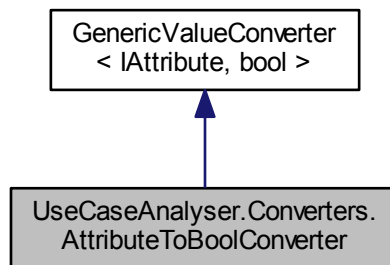 GenericValueConverter
< IAttribute, bool >
UseCaseAnalyser.Converters.
AttributeToBoolConverter